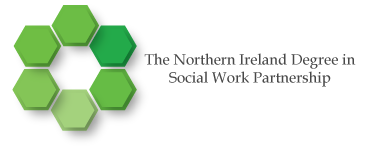 The Northern Ireland Degree in
Social Work Partnership